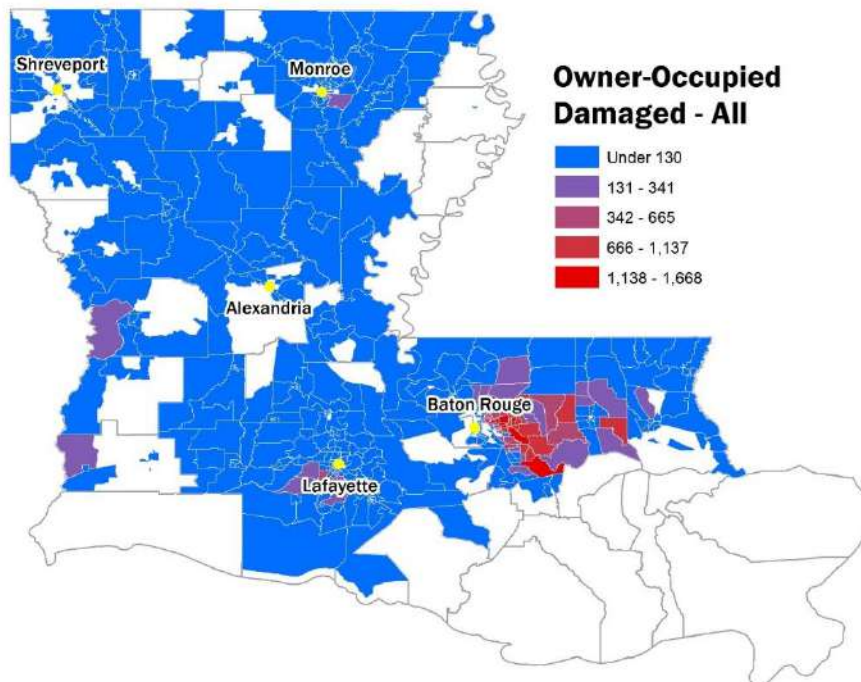 Shreveport
Monroe
Owner-Occupied
Damaged - All
Under 130
131 - 341
342 - 665
666 - 1,137
1,138 - 1,668
Alexandria
Baton Rouge
Lafayette